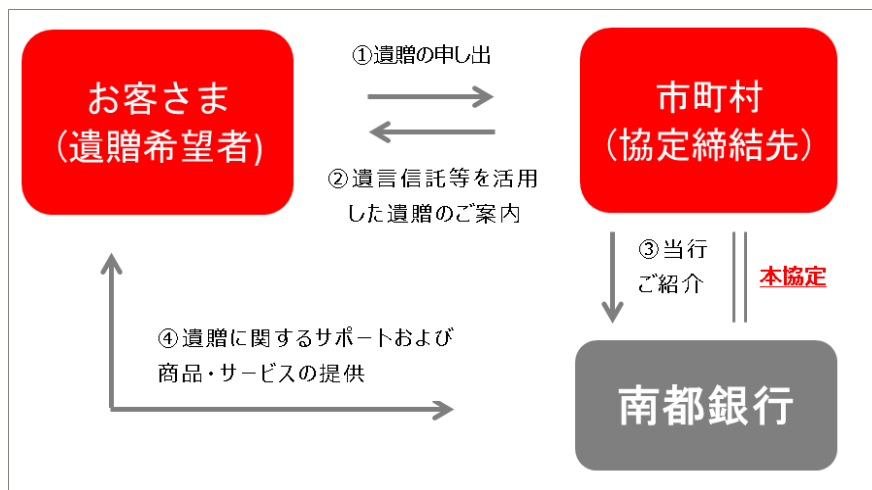 お客さま
(遺贈希望者)
①遺贈の申し出
②遺言信託等を活用
した遺贈のご案内
市町村
(協定締結先)
③当行
ご紹介
本協定
④遺贈に関するサポートおよび
商品・サービスの提供
南都銀行